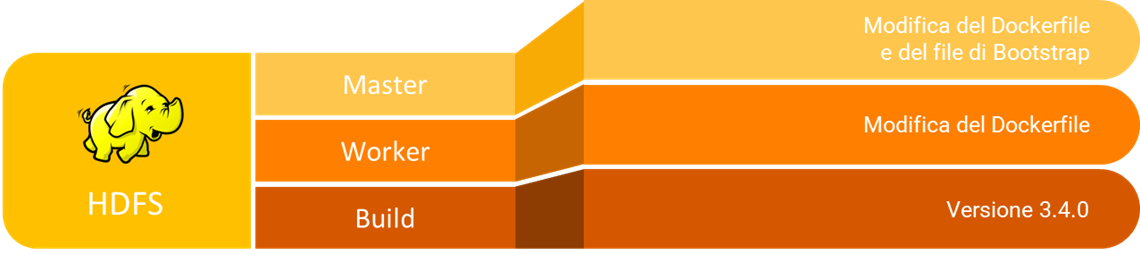 HDFS
Master
Modifica del Dockerfile
e del file di Bootstrap
Worker
Modifica del Dockerfile
Build
Versione 3.4.0